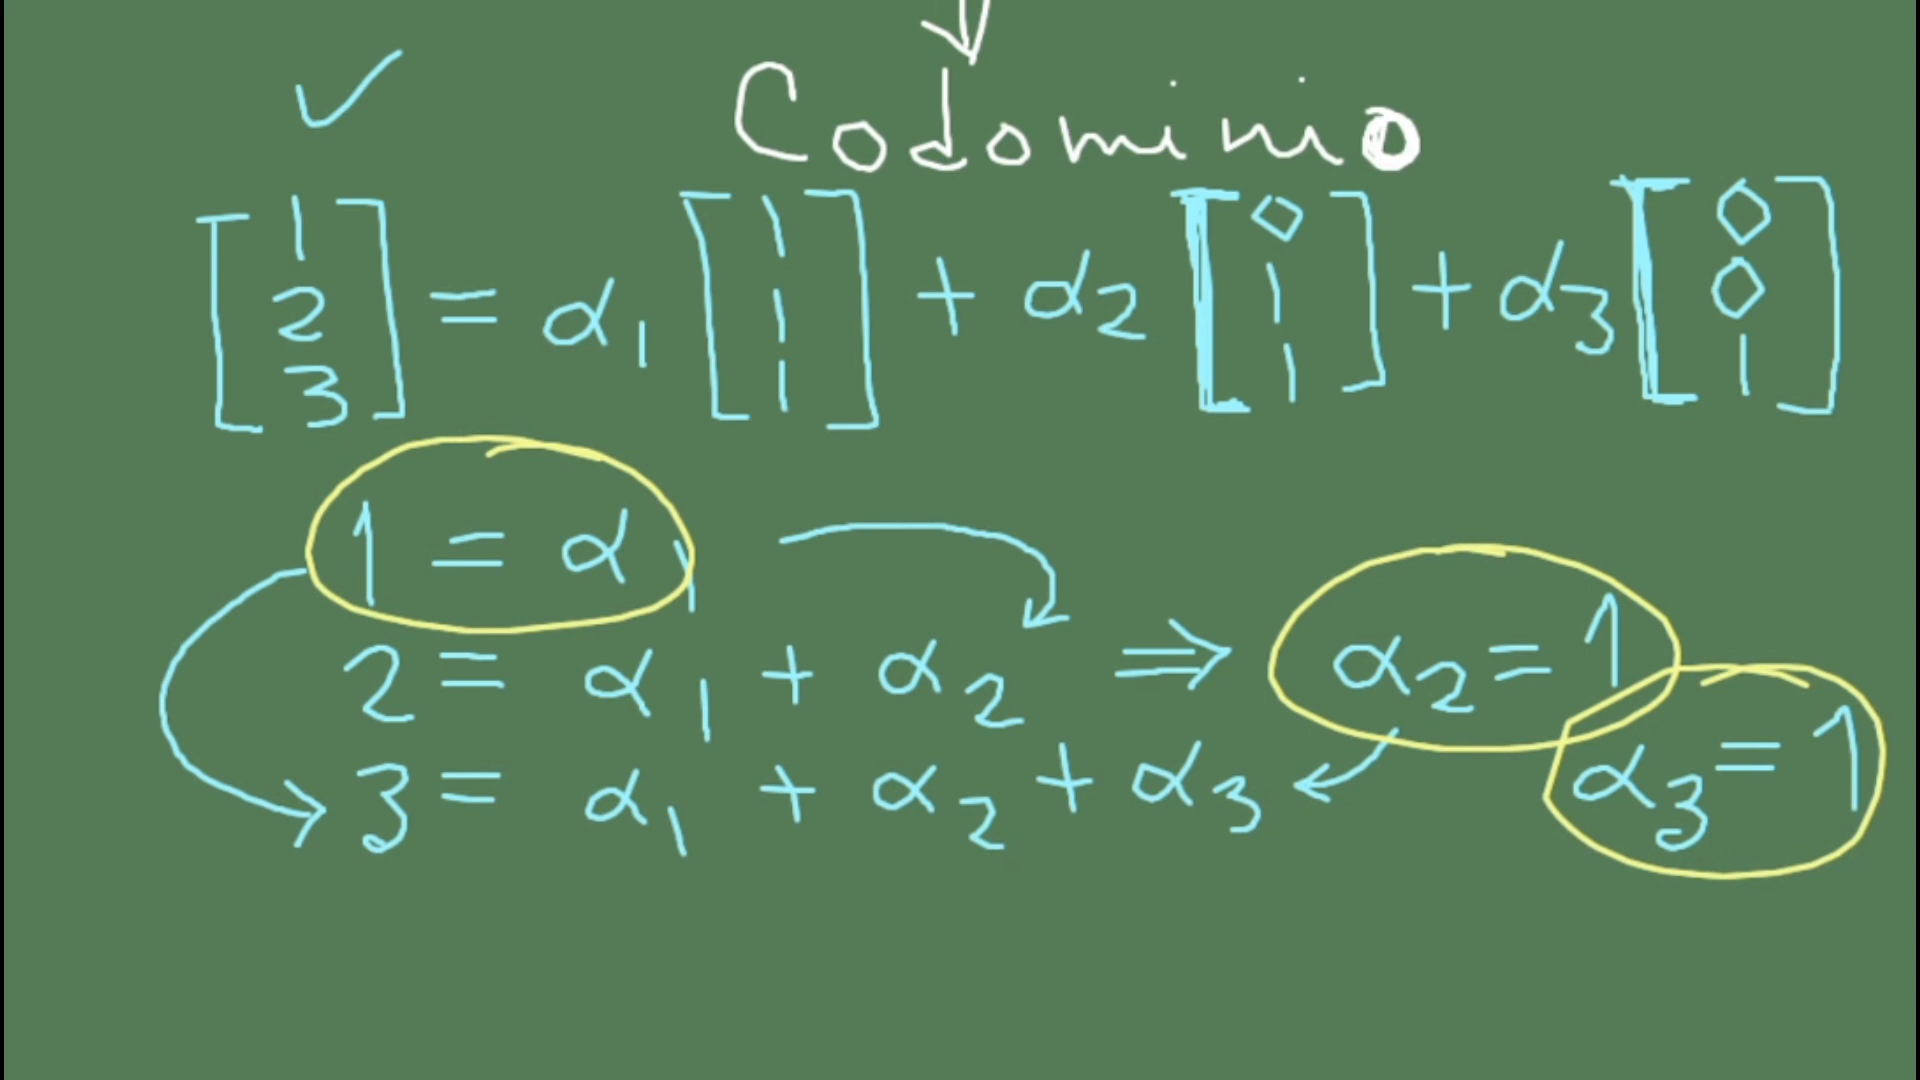 Codominio
[1 2 3] = α₁ [1 1 1] + α₂ [0 1 1] + α₃ [0 0 1]
1 = α₁
2 = α₁ + α₂ ⇒ α₂ = 1
3 = α₁ + α₂ + α₃ α₃ = 1